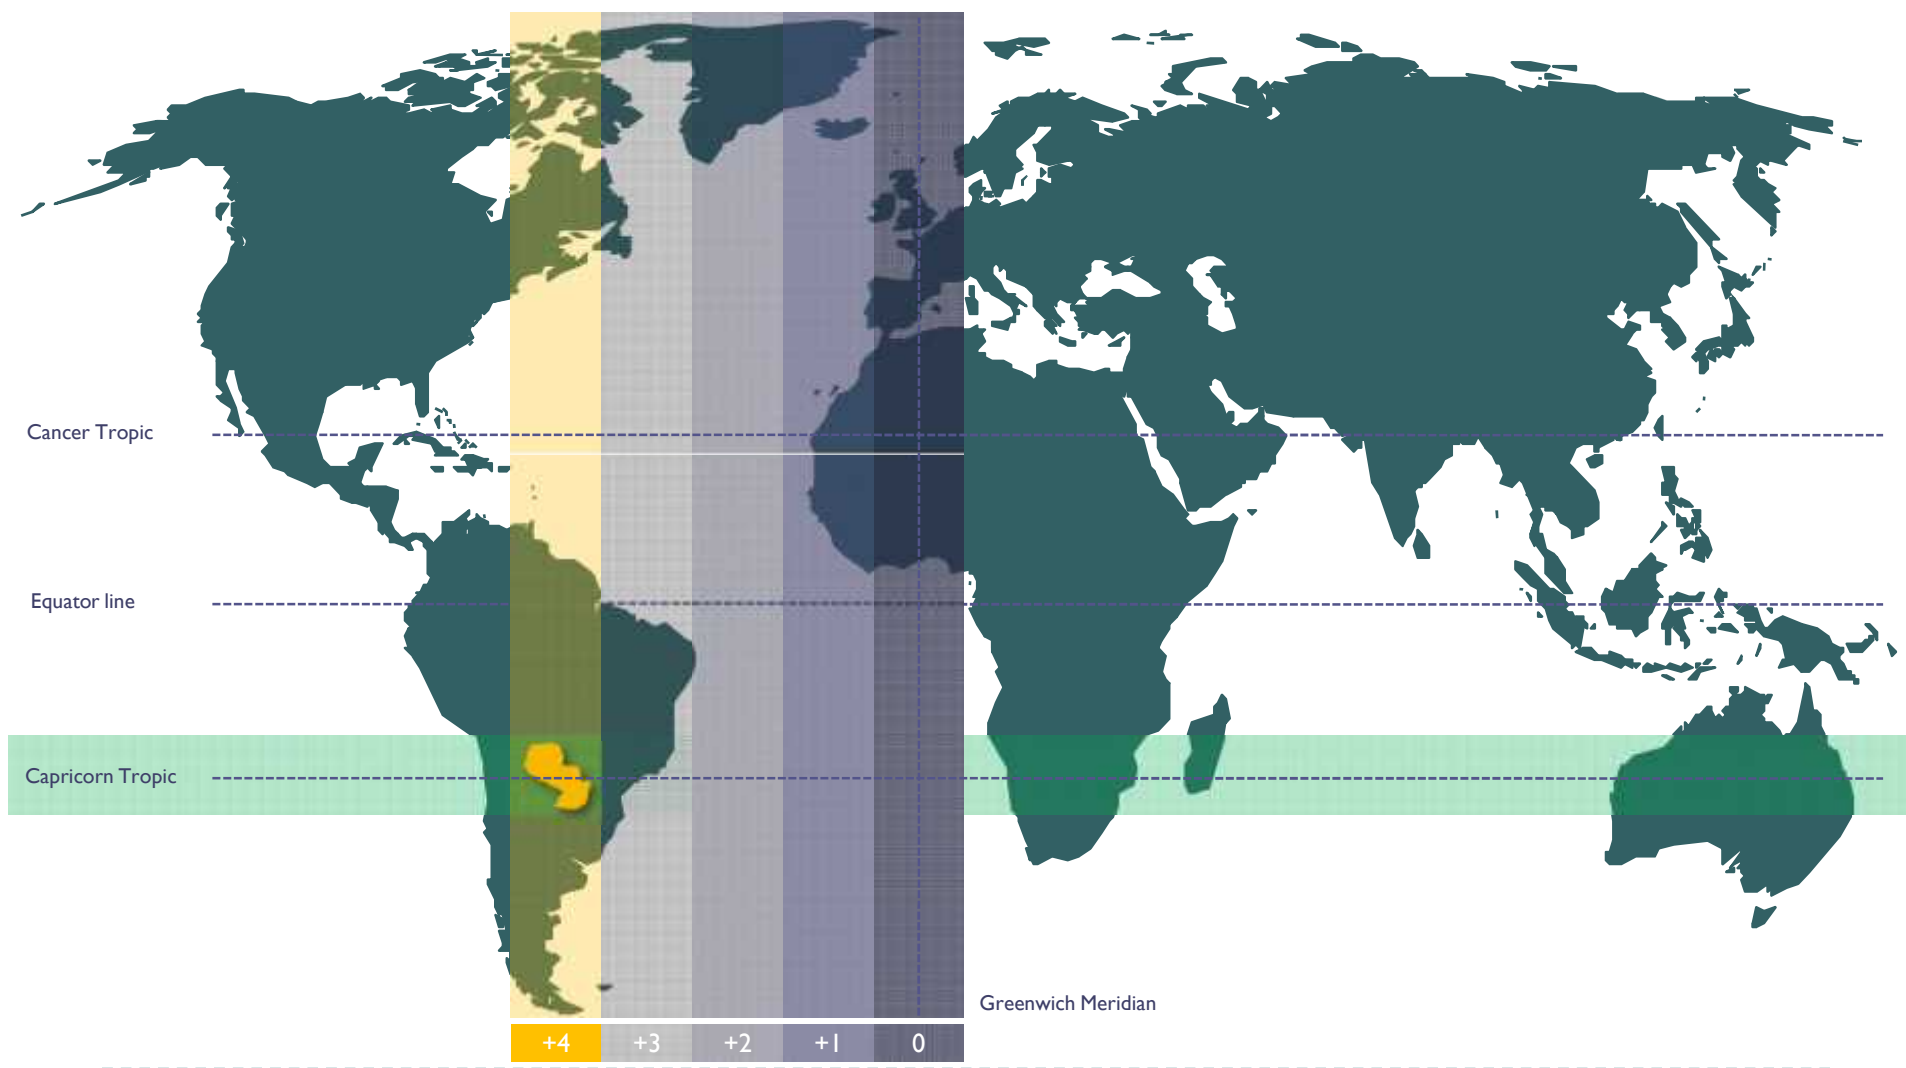 Cancer Tropic
Equator line
Capricorn Tropic
Greenwich Meridian
+4 +3 +2 +1 0